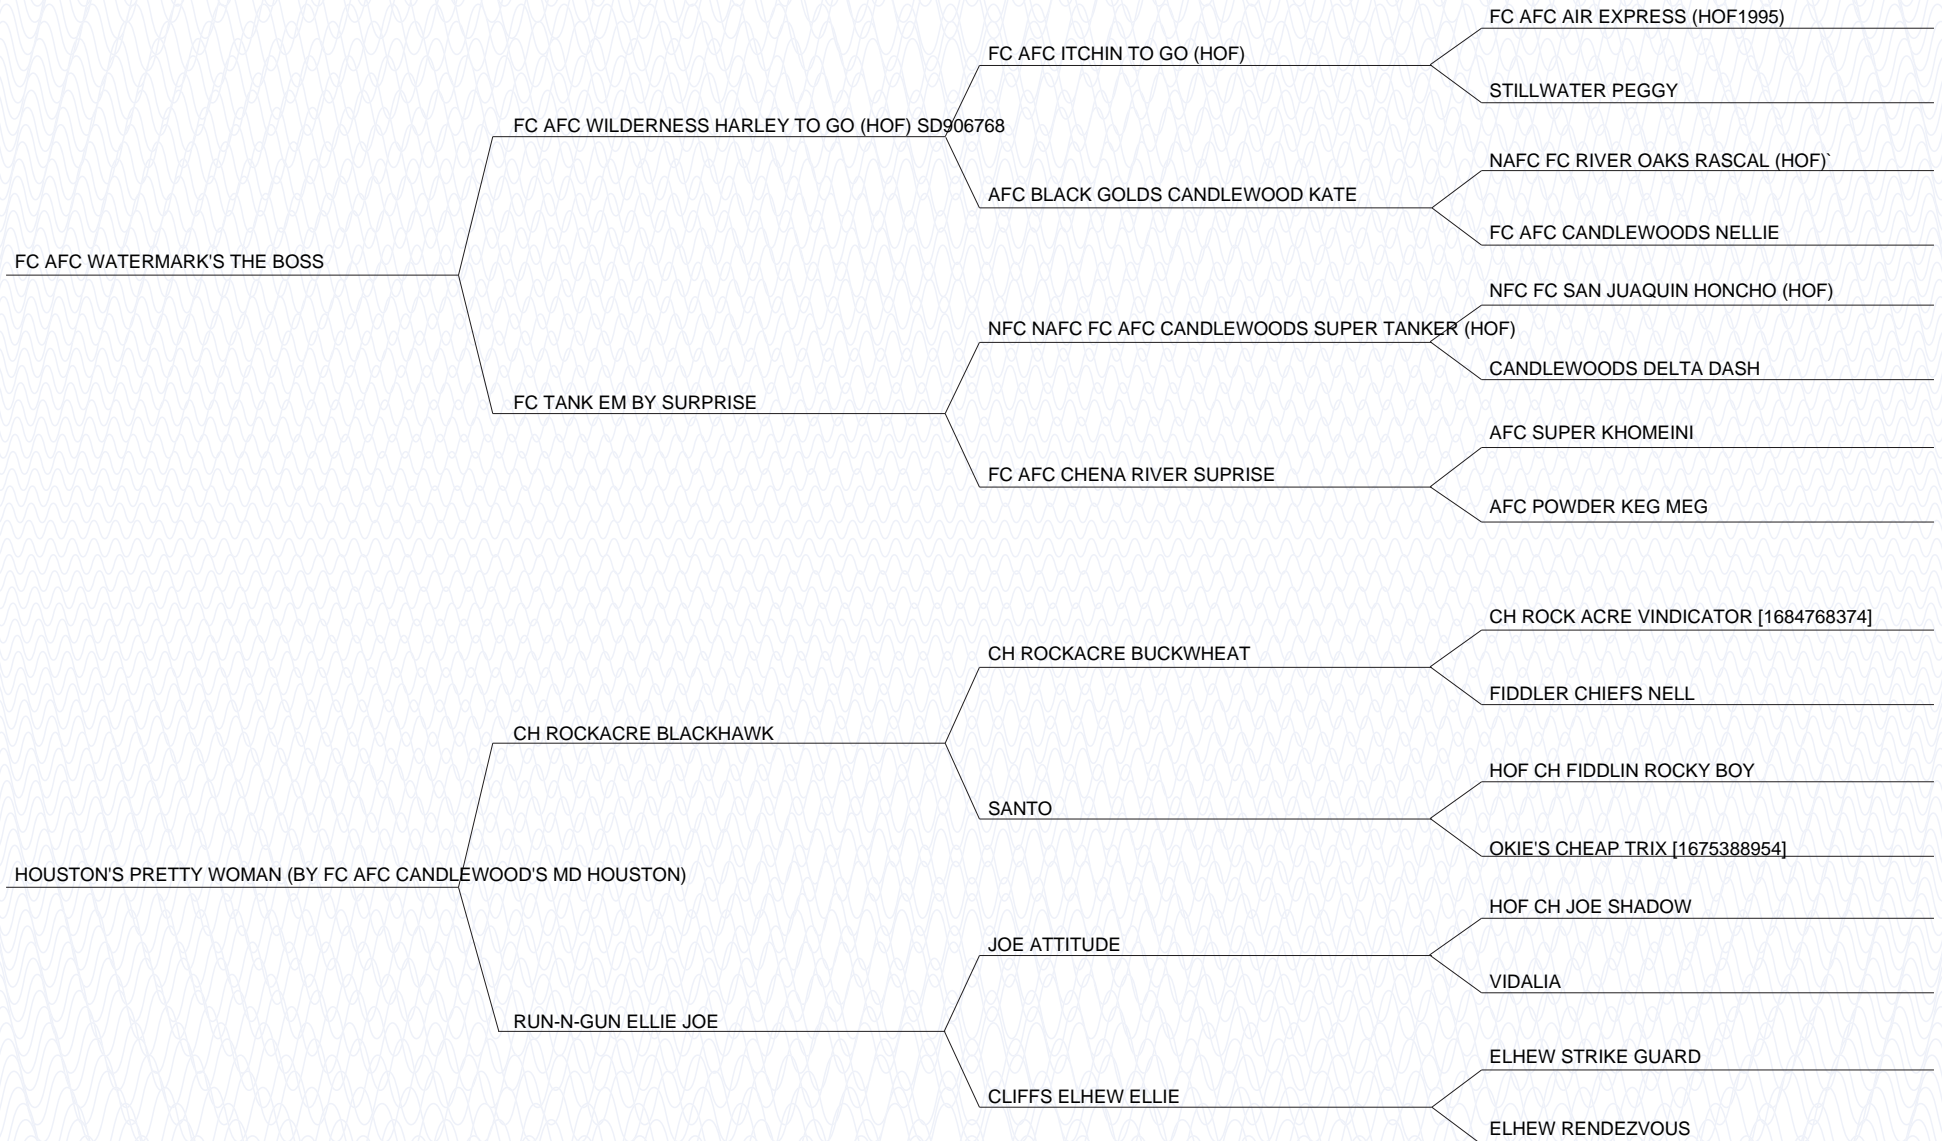 FC AFC AIR EXPRESS (HOF1995)
FC AFC ITCHIN TO GO (HOF)
STILLWATER PEGGY
FC AFC WILDERNESS HARLEY TO GO (HOF) SD906768
NAFC FC RIVER OAKS RASCAL (HOF)`
AFC BLACK GOLDS CANDLEWOOD KATE
FC AFC CANDLEWOODS NELLIE
FC AFC WATERMARK'S THE BOSS
NFC FC SAN JUAQUIN HONCHO (HOF)
NFC NAFC FC AFC CANDLEWOODS SUPER TANKER (HOF)
CANDLEWOODS DELTA DASH
FC TANK EM BY SURPRISE
AFC SUPER KHOMEINI
FC AFC CHENA RIVER SUPRISE
AFC POWDER KEG MEG
CH ROCK ACRE VINDICATOR [1684768374]
CH ROCKACRE BUCKWHEAT
FIDDLER CHIEFS NELL
CH ROCKACRE BLACKHAWK
HOF CH FIDDLIN ROCKY BOY
SANTO
OKIE'S CHEAP TRIX [1675388954]
HOUSTON'S PRETTY WOMAN (BY FC AFC CANDLEWOOD'S MD HOUSTON)
HOF CH JOE SHADOW
JOE ATTITUDE
VIDALIA
RUN-N-GUN ELLIE JOE
ELHEW STRIKE GUARD
CLIFFS ELHEW ELLIE
ELHEW RENDEZVOUS